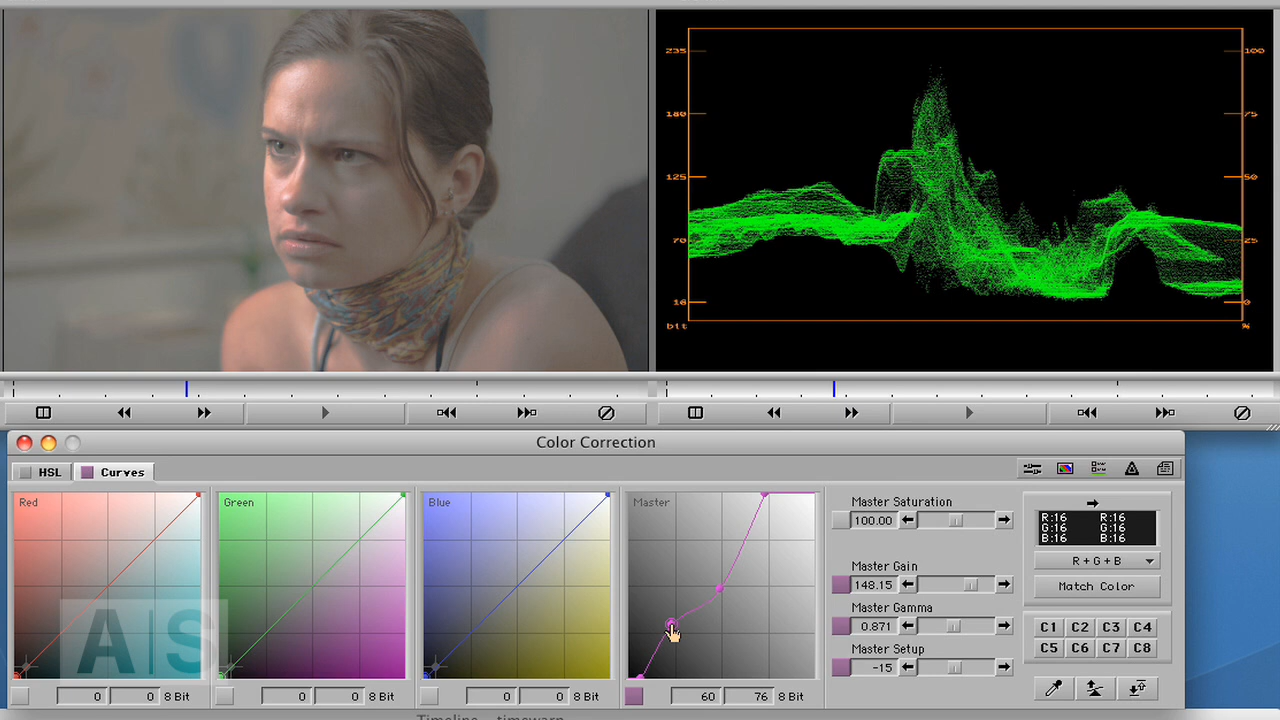 235
180
125
70
16
bit
100
75
50
25
0
%
Color Correction
HSL
Curves
Red
Green
Blue
Master
0 0 8 Bit
0 0 8 Bit
0 0 8 Bit
60 76 8 Bit
Master Saturation
100.00
Master Gain
148.15
Master Gamma
0.871
Master Setup
-15
R:16 R:16
G:16 G:16
B:16 B:16
R + G + B
Match Color
C1 C2 C3 C4
C5 C6 C7 C8
A|S
Timeline - timewarp